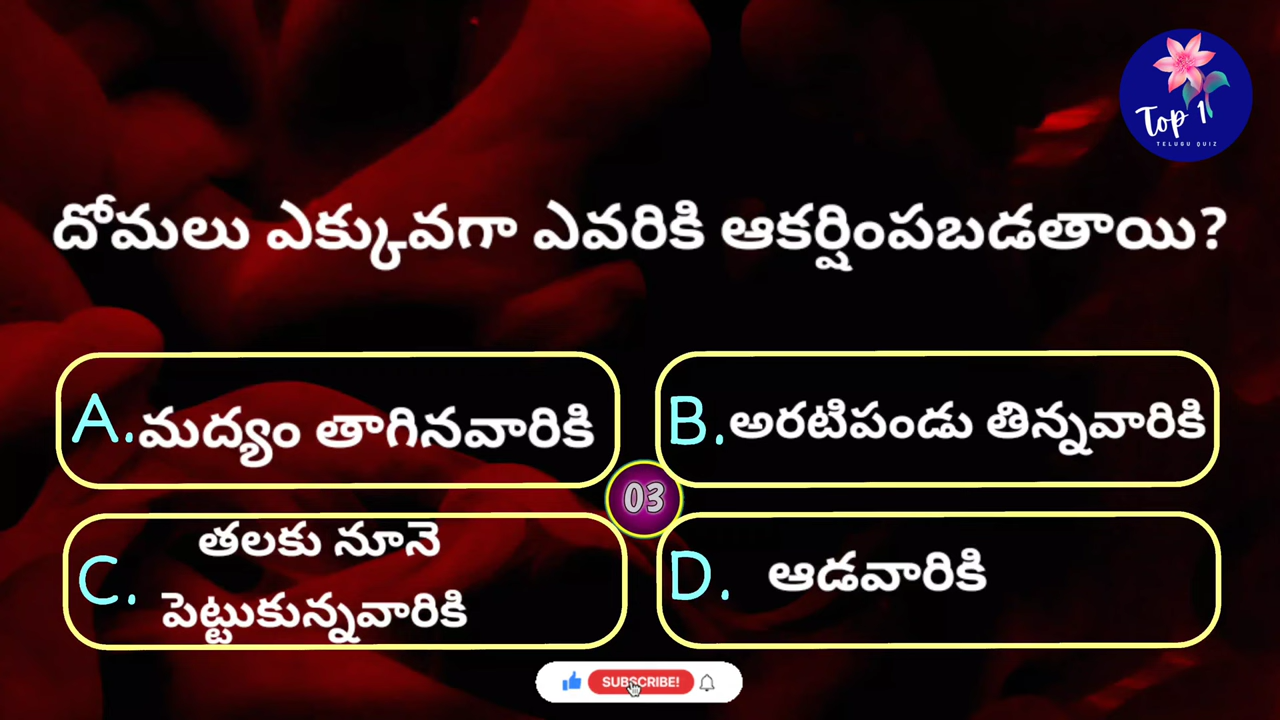 Top 1
TELUGU QUIZ
దోమలు ఎక్కువగా ఎవరికి ఆకర్షింపబడతాయి?
A. మద్యం తాగినవారికి
B. అరటిపండు తిన్నవారికి
03
C. తలకు నూనె
పెట్టుకున్నవారికి
D. ఆడవారికి
SUBSCRIBE!